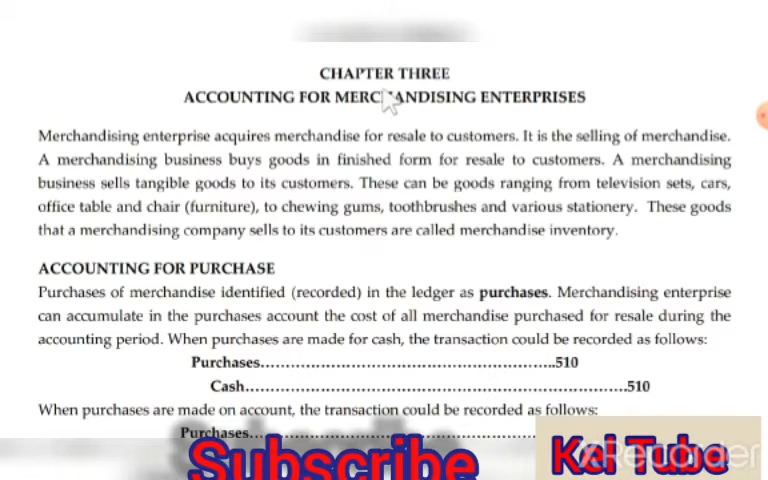 CHAPTER THREE
ACCOUNTING FOR MERCHANDISING ENTERPRISES
Merchandising enterprise acquires merchandise for resale to customers. It is the selling of merchandise.
A merchandising business buys goods in finished form for resale to customers. A merchandising
business sells tangible goods to its customers. These can be goods ranging from television sets, cars,
office table and chair (furniture), to chewing gums, toothbrushes and various stationery. These goods
that a merchandising company sells to its customers are called merchandise inventory.
ACCOUNTING FOR PURCHASE
Purchases of merchandise identified (recorded) in the ledger as purchases. Merchandising enterprise
can accumulate in the purchases account the cost of all merchandise purchased for resale during the
accounting period. When purchases are made for cash, the transaction could be recorded as follows:
Purchases……………………………………………………..510
Cash…………………………………………………………………….510
When purchases are made on account, the transaction could be recorded as follows:
Purchases
Subscribe
Kei Tube
Recorder